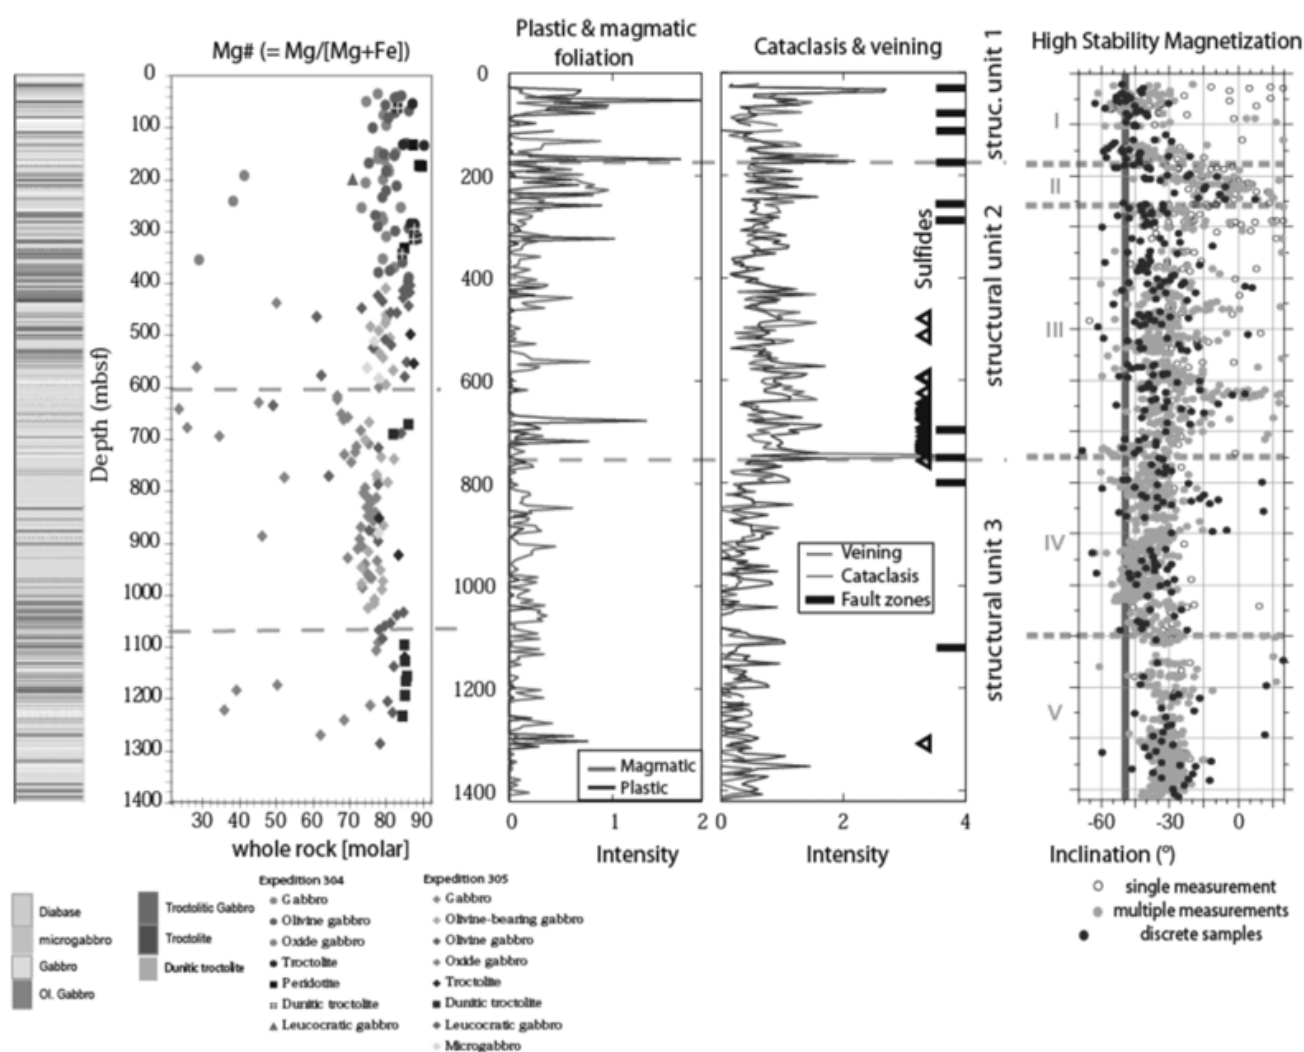 Mg# (= Mg/[Mg+Fe])
Plastic & magmatic
foliation
Cataclasis & veining
High Stability Magnetization
0
100
200
300
400
500
600
700
800
900
1000
1100
1200
1300
1400
Depth (mbsf)
30 40 50 60 70 80 90
whole rock [molar]
0
200
400
600
800
1000
1200
1400
Magmatic
Plastic
0 1 2
Intensity
Sulfides
Veining
Cataclasis
Fault zones
0 2 4
Intensity
struc. unit 1
structural unit 2
structural unit 3
I
II
III
IV
V
-60 -30 0
Inclination (°)
single measurement
multiple measurements
discrete samples
Diabase
microgabbro
Gabbro
Ol. Gabbro
Troctolitic Gabbro
Troctolite
Dunitic troctolite
Expedition 304
Gabbro
Olivine gabbro
Oxide gabbro
Troctolite
Peridotite
Dunitic troctolite
Leucocratic gabbro
Expedition 305
Gabbro
Olivine-bearing gabbro
Olivine gabbro
Oxide gabbro
Troctolite
Dunitic troctolite
Leucocratic gabbro
Microgabbro